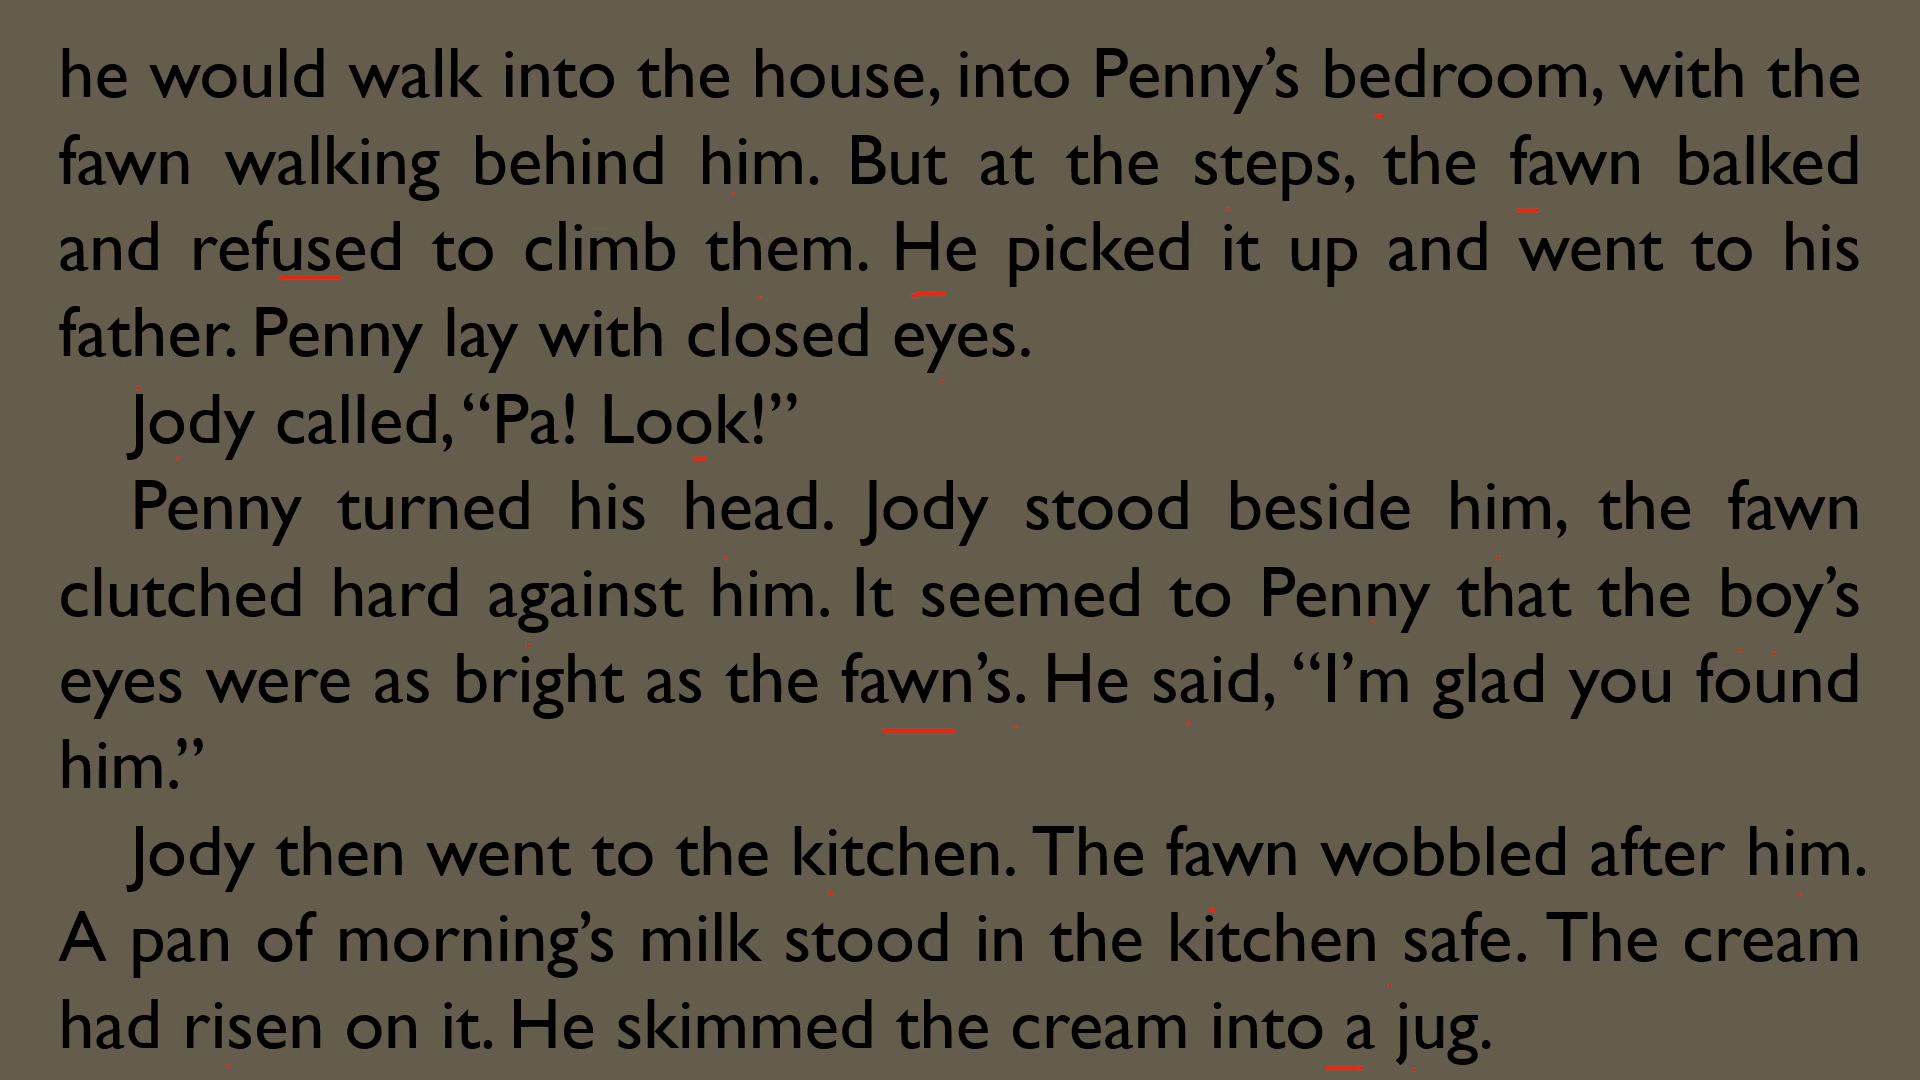 he would walk into the house, into Penny’s bedroom, with the
fawn walking behind him. But at the steps, the fawn balked
and refused to climb them. He picked it up and went to his
father. Penny lay with closed eyes.
Jody called, “Pa! Look!”
Penny turned his head. Jody stood beside him, the fawn
clutched hard against him. It seemed to Penny that the boy’s
eyes were as bright as the fawn’s. He said, “I’m glad you found
him.”
Jody then went to the kitchen. The fawn wobbled after him.
A pan of morning’s milk stood in the kitchen safe. The cream
had risen on it. He skimmed the cream into a jug.